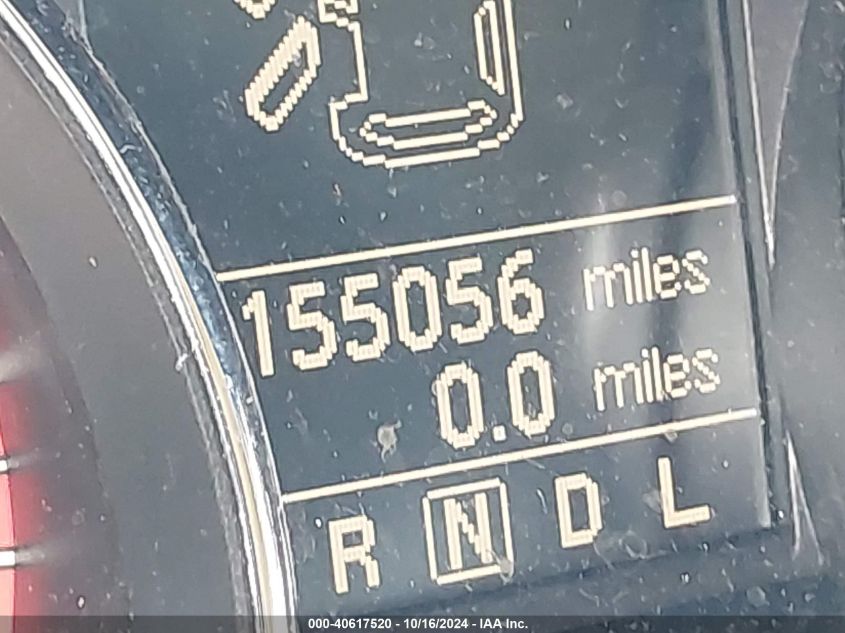 155056 miles
0.0 miles
R N D L
000-40617520 - 10/16/2024 - IAA Inc.